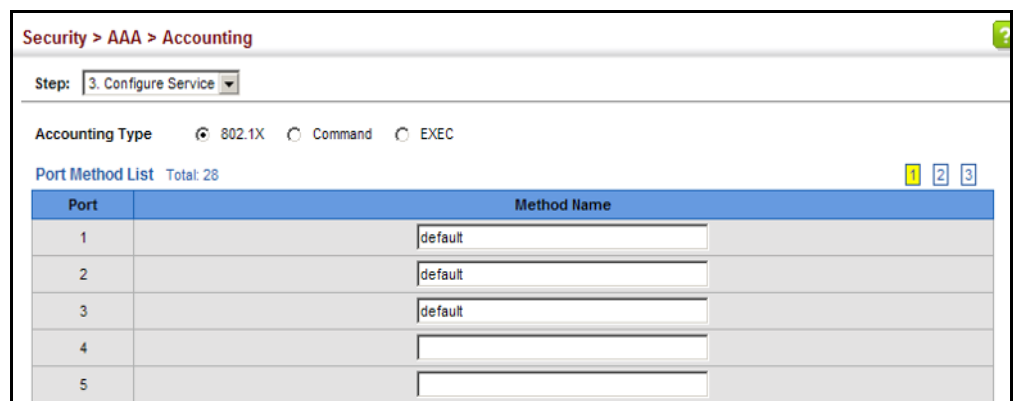 Security > AAA > Accounting
?
Step: 3. Configure Service
Accounting Type 802.1X Command EXEC
Port Method List Total: 28 1 2 3
Port Method Name
1 default
2 default
3 default
4
5